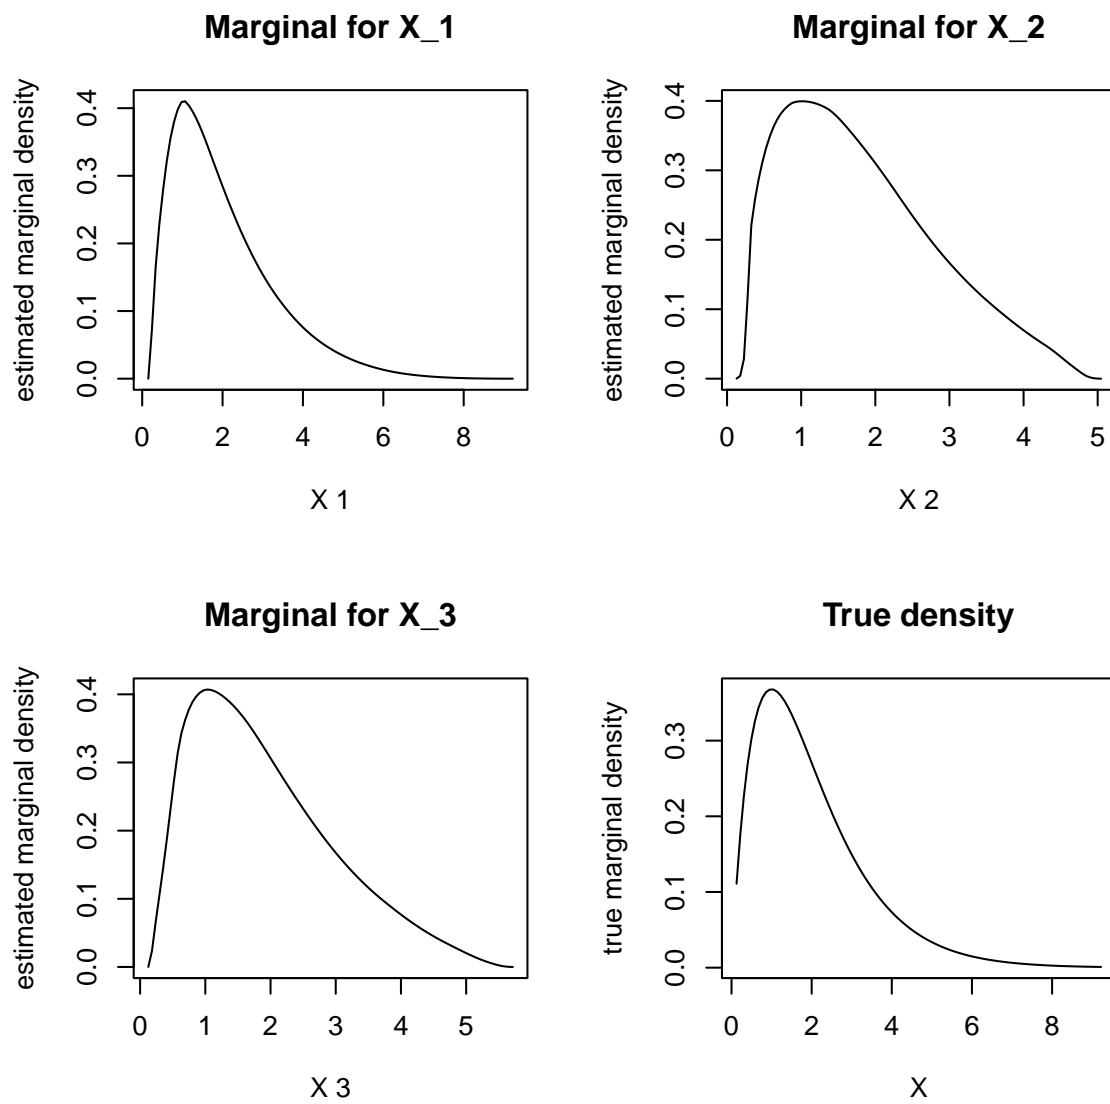 Marginal for X_1
estimated marginal density
0.0 0.1 0.2 0.3 0.4
0 2 4 6 8
X 1
Marginal for X_2
estimated marginal density
0.0 0.1 0.2 0.3 0.4
0 1 2 3 4 5
X 2
Marginal for X_3
estimated marginal density
0.0 0.1 0.2 0.3 0.4
0 1 2 3 4 5
X 3
True density
true marginal density
0.0 0.1 0.2 0.3
0 2 4 6 8
X